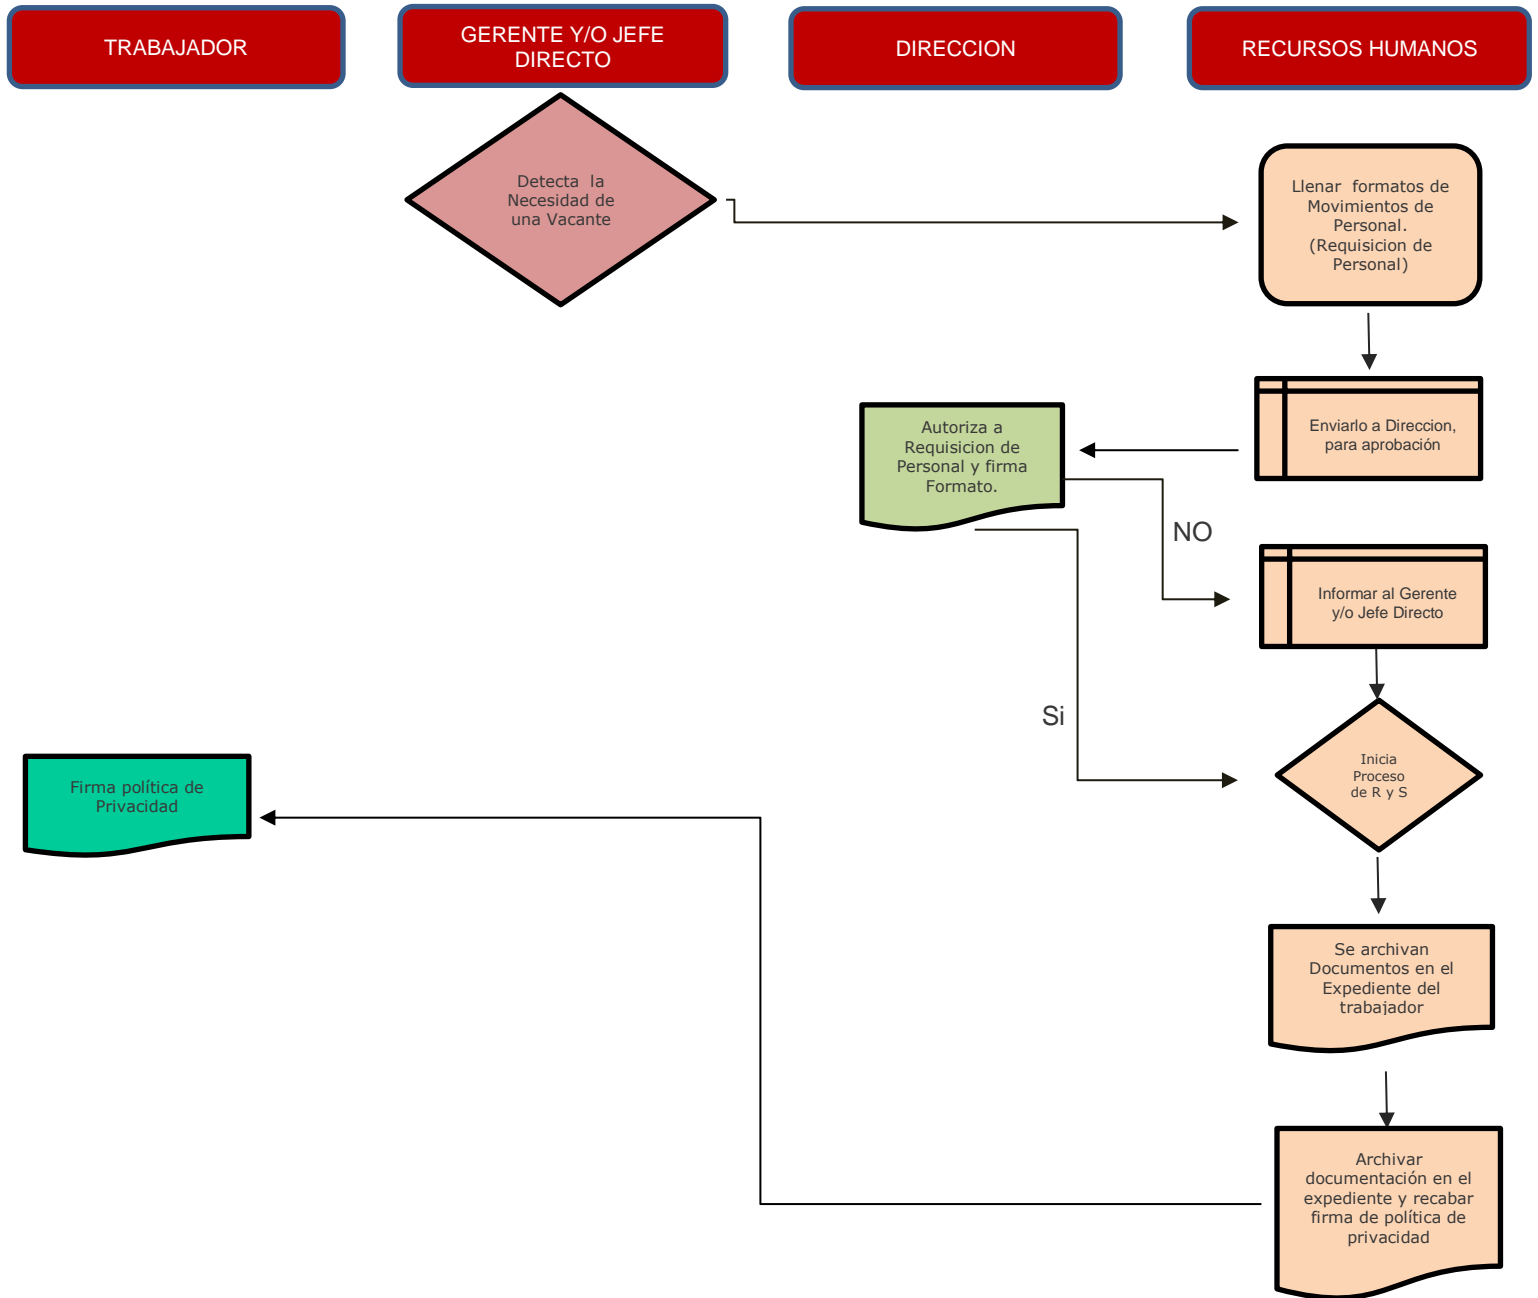 TRABAJADOR
GERENTE Y/O JEFE
DIRECTO
DIRECCION
RECURSOS HUMANOS
Detecta la
Necesidad de
una Vacante
Llenar formatos de
Movimientos de
Personal.
(Requisicion de
Personal)
Enviarlo a Direccion,
para aprobación
Autoriza a
Requisicion de
Personal y firma
Formato.
NO
Informar al Gerente
y/o Jefe Directo
Si
Inicia
Proceso
de R y S
Firma política de
Privacidad
Se archivan
Documentos en el
Expediente del
trabajador
Archivar
documentación en el
expediente y recabar
firma de política de
privacidad